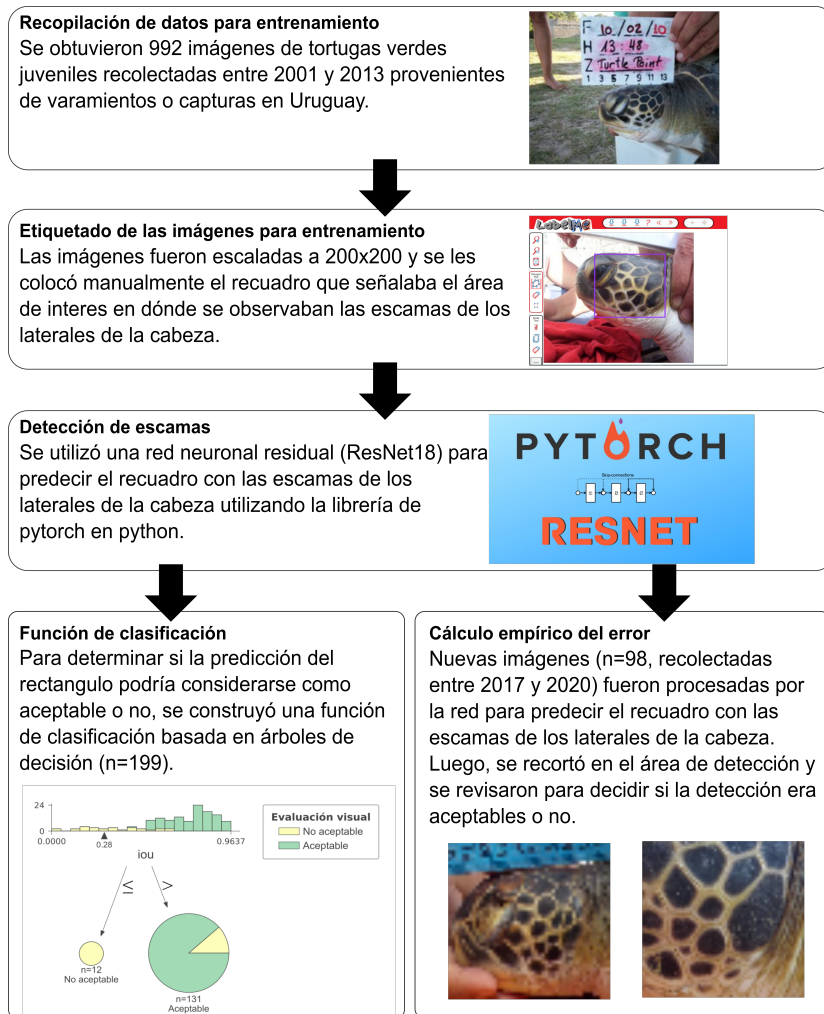 Recopilación de datos para entrenamiento
Se obtuvieron 992 imágenes de tortugas verdes
juveniles recolectadas entre 2001 y 2013 provenientes
de varamientos o capturas en Uruguay.
F 10/02/10
H 13:48
Z Turtle Point
1 3 5 7 9 11 13
Etiquetado de las imágenes para entrenamiento
Las imágenes fueron escaladas a 200x200 y se les
colocó manualmente el recuadro que señalaba el área
de interes en dónde se observaban las escamas de los
laterales de la cabeza.
LabelMe
Detección de escamas
Se utilizó una red neuronal residual (ResNet18) para
predecir el recuadro con las escamas de los
laterales de la cabeza utilizando la librería de
pytorch en python.
PYTORCH
Skip-connections
RESNET
Función de clasificación
Para determinar si la predicción del
rectangulo podría considerarse como
aceptable o no, se construyó una función
de clasificación basada en árboles de
decisión (n=199).
24
0
0.0000
0.28
0.9637
iou
Evaluación visual
No aceptable
Aceptable
≤
>
n=12
No aceptable
n=131
Aceptable
Cálculo empírico del error
Nuevas imágenes (n=98, recolectadas
entre 2017 y 2020) fueron procesadas por
la red para predecir el recuadro con las
escamas de los laterales de la cabeza.
Luego, se recortó en el área de detección y
se revisaron para decidir si la detección era
aceptables o no.